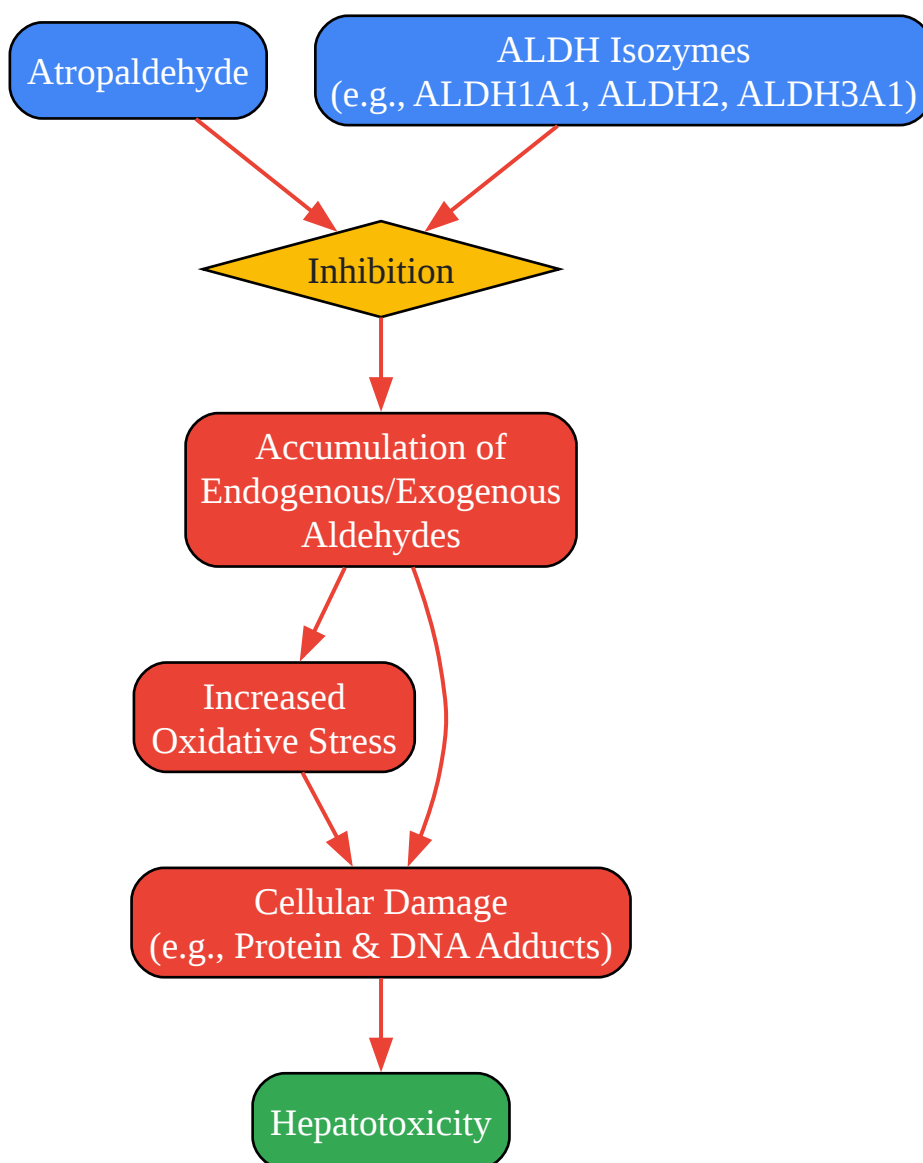 Atropaldehyde
ALDH Isozymes
(e.g., ALDH1A1, ALDH2, ALDH3A1)
Inhibition
Accumulation of
Endogenous/Exogenous
Aldehydes
Increased
Oxidative Stress
Cellular Damage
(e.g., Protein & DNA Adducts)
Hepatotoxicity